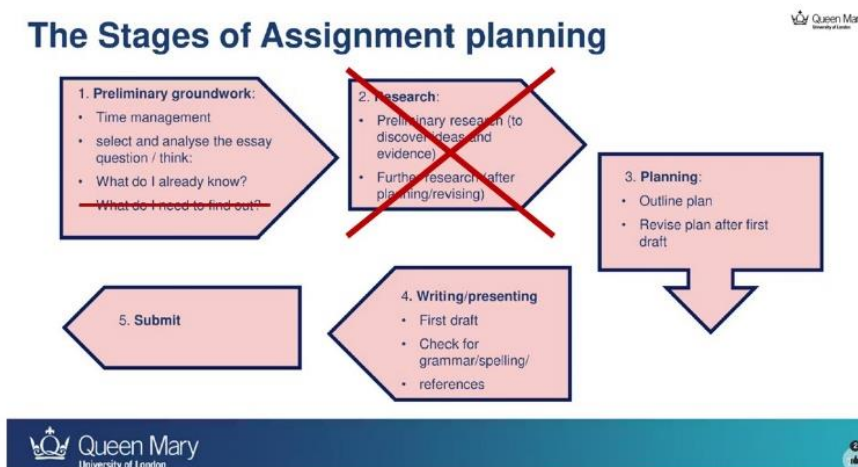 The Stages of Assignment planning
Queen Mary
University of London
1. Preliminary groundwork:
• Time management
• select and analyse the essay
question / think:
• What do I already know?
• What do I need to find out?
2. Research:
• Preliminary research (to
discover ideas and
evidence)
• Further research (after
planning/revising)
3. Planning:
• Outline plan
• Revise plan after first
draft
4. Writing/presenting
• First draft
• Check for
grammar/spelling/
• references
5. Submit
Queen Mary
University of London
2